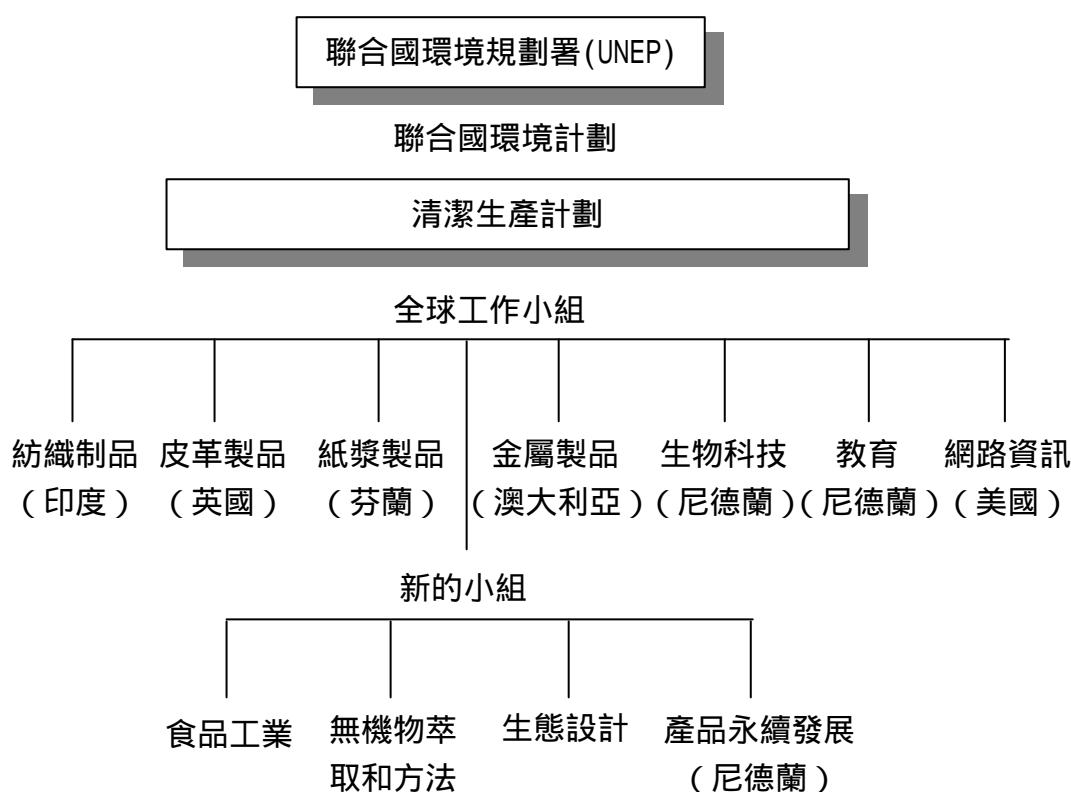 聯合國環境規劃署(UNEP)
聯合國環境計劃
清潔生產計劃
全球工作小組
紡織制品 皮革製品 紙漿製品 金屬製品 生物科技 教育 網路資訊
(印度) (英國) (芬蘭) (澳大利亞) (尼德蘭) (尼德蘭) (美國)
新的小組
食品工業 無機物萃 生態設計 產品永續發展
取和方法 (尼德蘭)